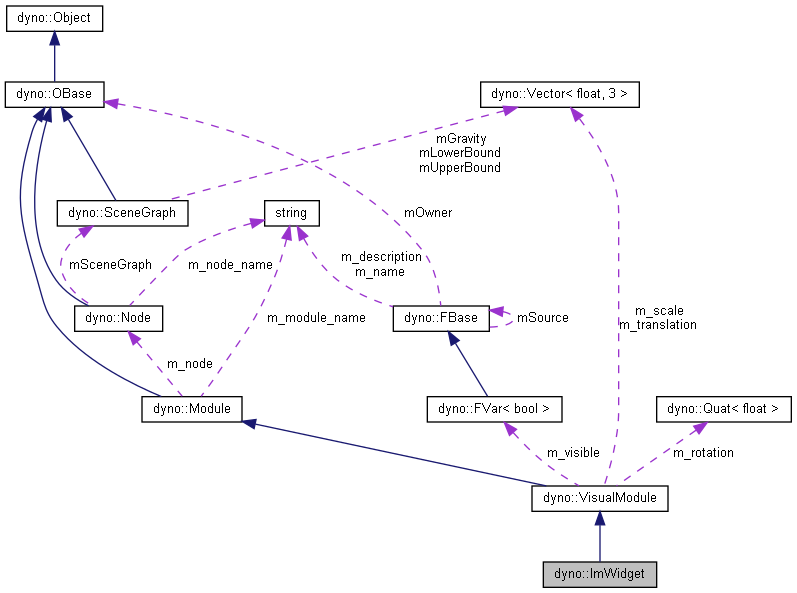 dyno::Object
dyno::OBase
dyno::Vector< float, 3 >
mGravity
mLowerBound
mUpperBound
dyno::SceneGraph
string
mOwner
mSceneGraph
m_node_name
m_description
m_name
dyno::Node
m_module_name
dyno::FBase
mSource
m_scale
m_translation
m_node
dyno::Module
dyno::FVar< bool >
dyno::Quat< float >
m_visible
m_rotation
dyno::VisualModule
dyno::ImWidget